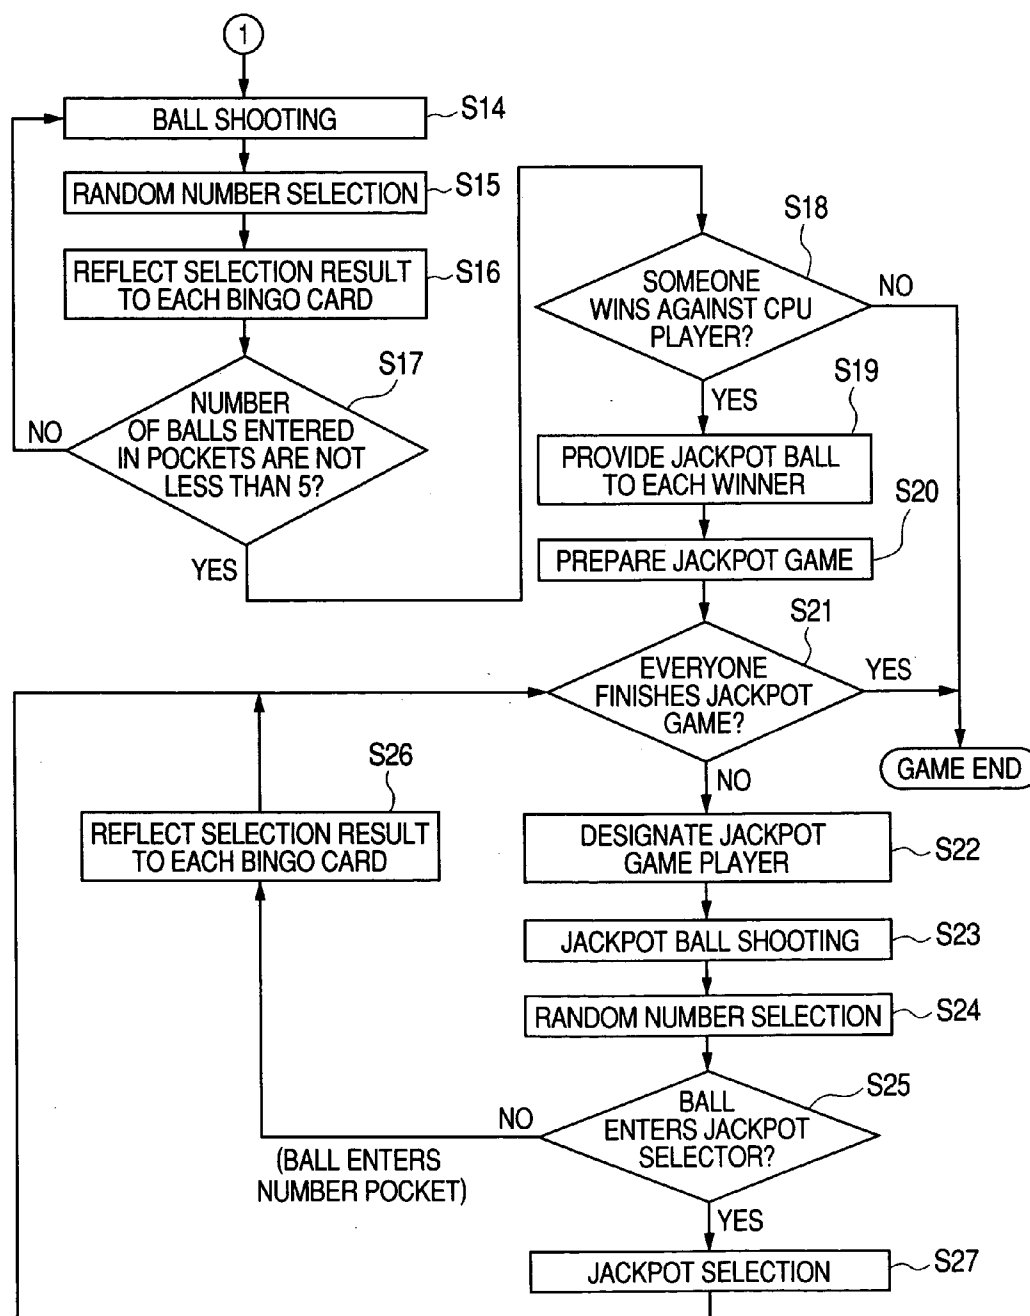 1
BALL SHOOTING
S14
RANDOM NUMBER SELECTION
S15
REFLECT SELECTION RESULT
TO EACH BINGO CARD
S16
NUMBER
OF BALLS ENTERED
IN POCKETS ARE NOT
LESS THAN 5?
S17
NO
YES
S18
SOMEONE
WINS AGAINST CPU
PLAYER?
NO
YES
S19
PROVIDE JACKPOT BALL
TO EACH WINNER
S20
PREPARE JACKPOT GAME
S21
EVERYONE
FINISHES JACKPOT
GAME?
YES
NO
GAME END
S26
REFLECT SELECTION RESULT
TO EACH BINGO CARD
DESIGNATE JACKPOT
GAME PLAYER
S22
JACKPOT BALL SHOOTING
S23
RANDOM NUMBER SELECTION
S24
S25
BALL
ENTERS JACKPOT
SELECTOR?
NO
(BALL ENTERS
NUMBER POCKET)
YES
JACKPOT SELECTION
S27